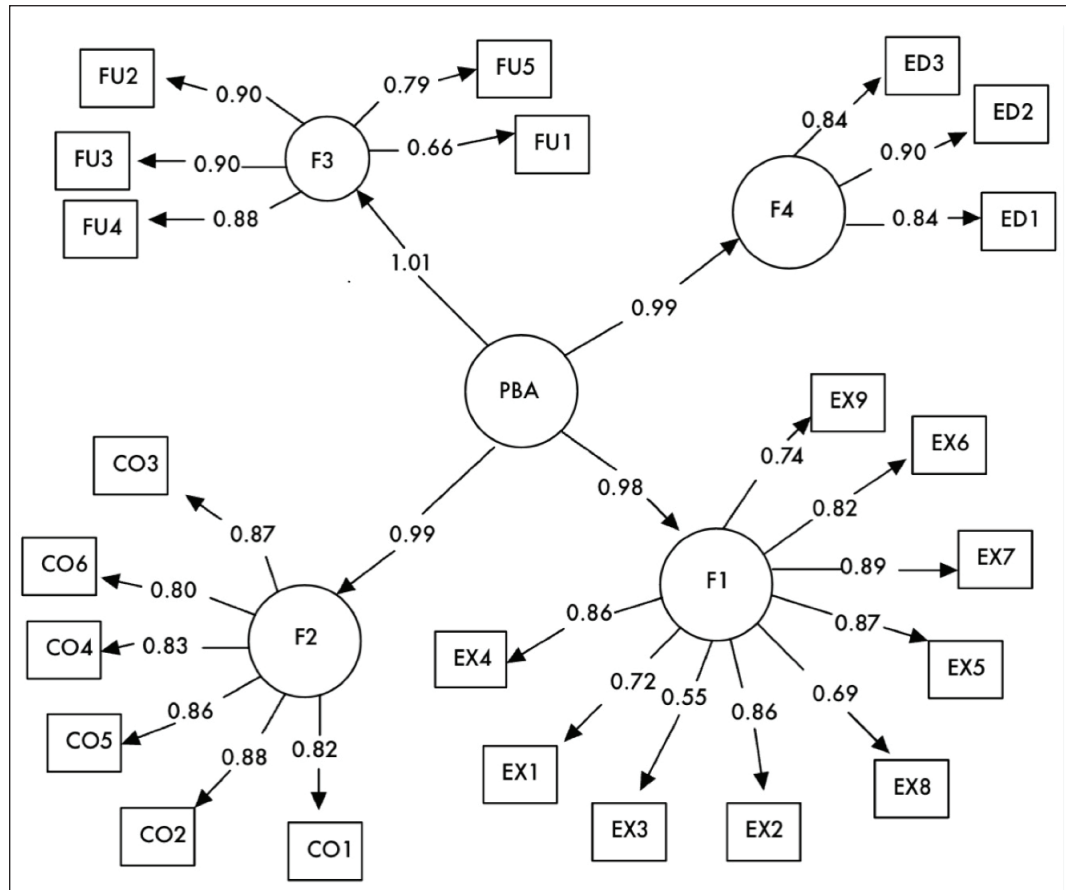 FU2
0.90
0.79
FU5
FU3
0.90
F3
0.66
FU1
FU4
0.88
ED3
0.84
ED2
0.90
F4
0.84
ED1
1.01
0.99
PBA
0.98
0.99
CO3
0.87
CO6
0.80
CO4
0.83
F2
CO5
0.86
CO2
0.88
0.82
CO1
EX9
0.74
EX6
0.82
F1
0.89
EX7
0.87
EX5
0.86
EX4
0.72
EX1
0.55
EX3
0.86
EX2
0.69
EX8